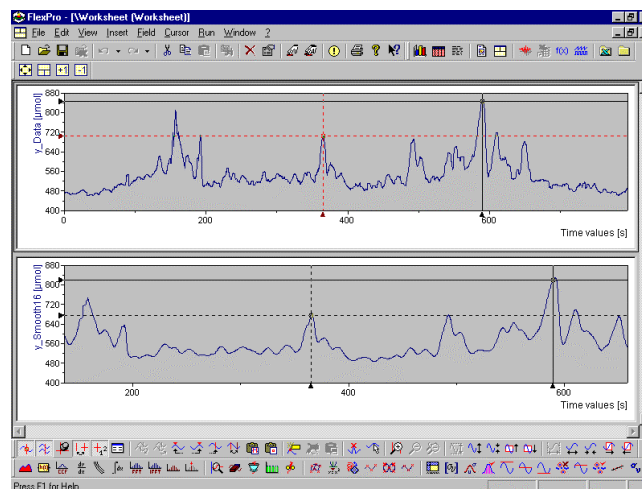 FlexPro - [\Worksheet (Worksheet)]
File Edit View Insert Field Cursor Run Window ?
f(x)
+1 -1
y_Data [µmol]
880
800
720
640
560
480
400
0 200 400 600
Time values [s]
y_Smooth16 [µmol]
880
800
720
640
560
480
400
200 400 600
Time values [s]
Press F1 for Help